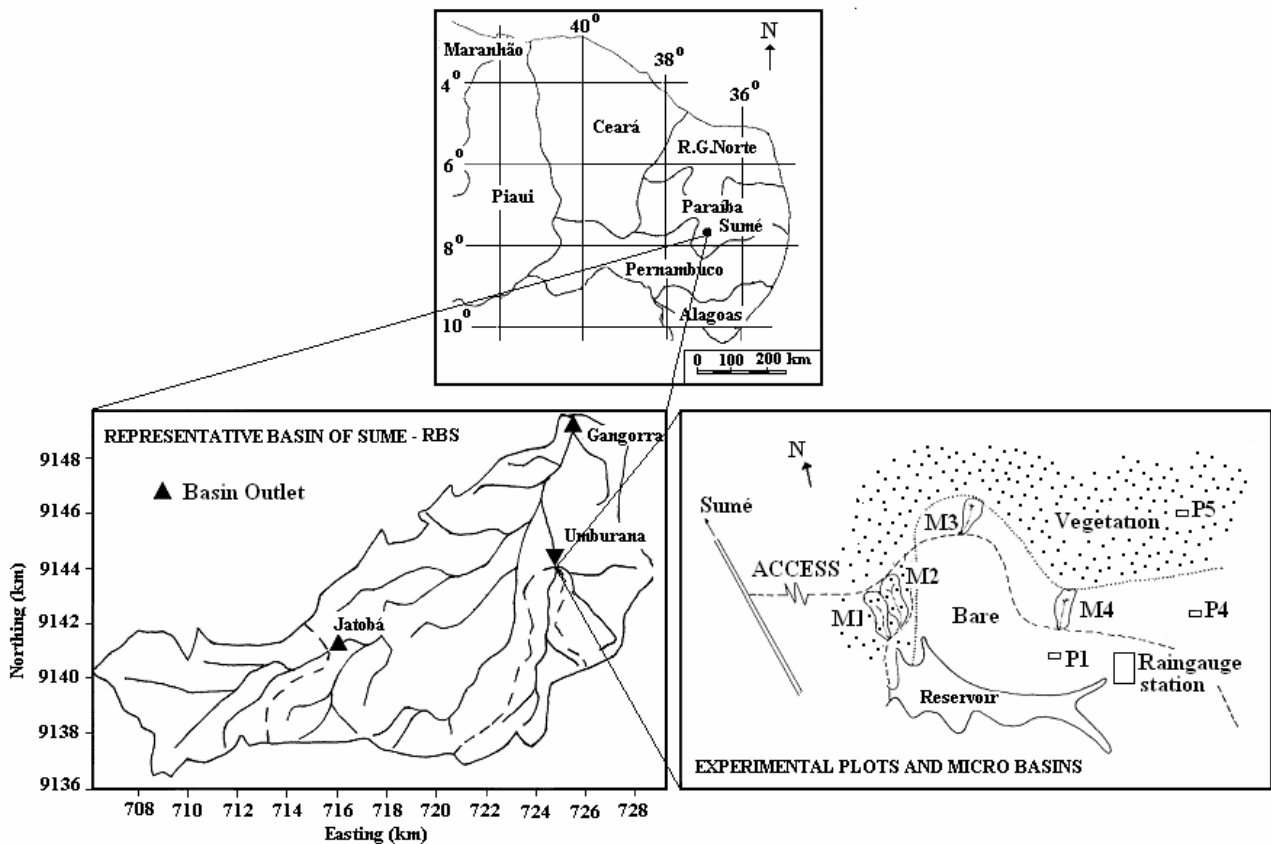 40°
38°
36°
N
Maranhão
4°
Ceará
R.G.Norte
6°
Piaui
Paraíba
Sumé
8°
Pernambuco
Alagoas
10°
0 100 200 km
REPRESENTATIVE BASIN OF SUME - RBS
Basin Outlet
Gangorra
Umburana
Jatobá
9148
9146
9144
9142
9140
9138
9136
Northing (km)
708 710 712 714 716 718 720 722 724 726 728
Easting (km)
N
Sumé
ACCESS
M3
Vegetation
P5
M2
M1
Bare
M4
P4
P1
Raingauge
station
Reservoir
EXPERIMENTAL PLOTS AND MICRO BASINS